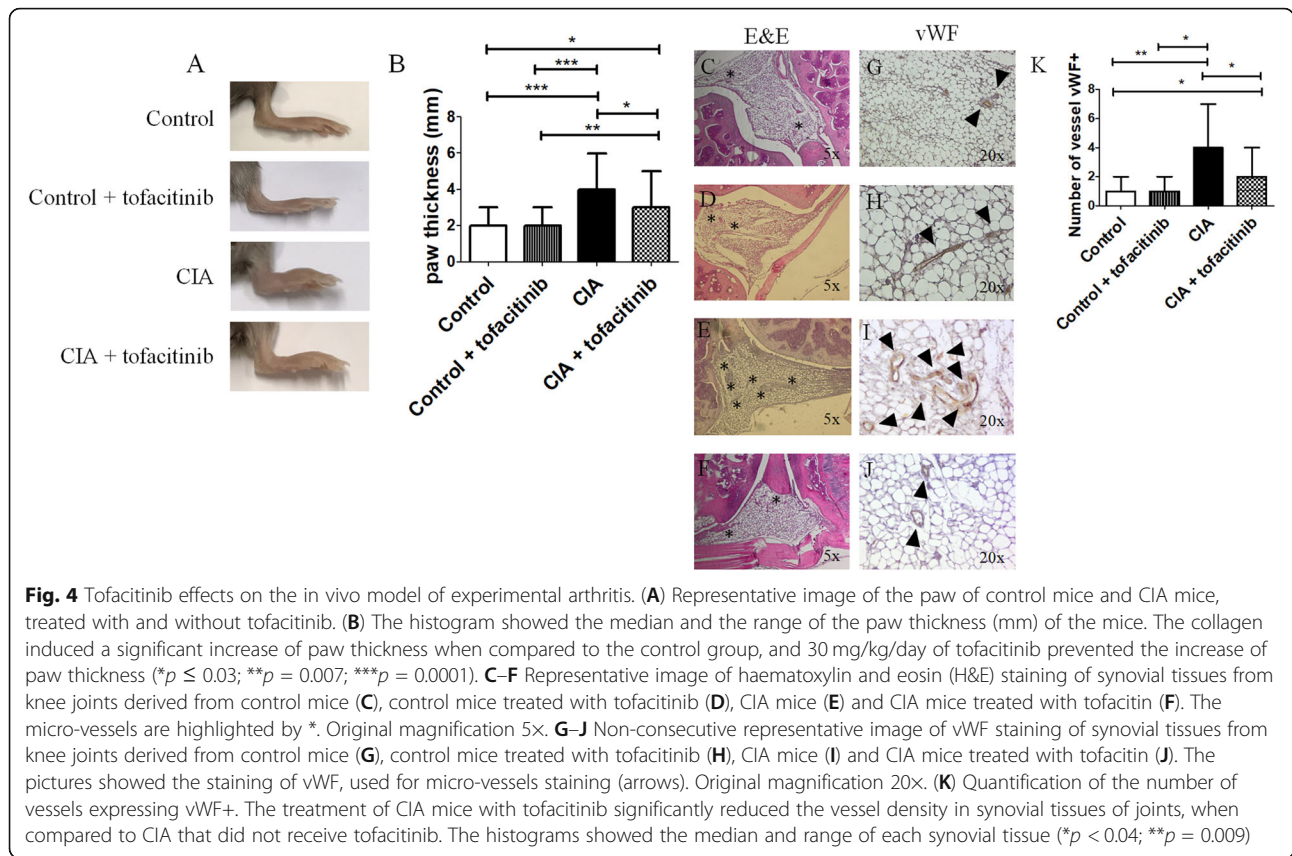 A
Control
Control + tofacitinib
CIA
CIA + tofacitinib
B
*
***
***
*
**
paw thickness (mm)
8
6
4
2
0
Control
Control + tofacitinib
CIA
CIA + tofacitinib
E&E
vWF
C
*
*
5x
G
20x
D
*
*
5x
H
20x
E
*
*
*
*
*
*
5x
I
20x
F
*
*
5x
J
20x
K
*
**
*
*
Number of vessel vWF+
8
6
4
2
0
Control
Control + tofacitinib
CIA
CIA + tofacitinib
Fig. 4 Tofacitinib effects on the in vivo model of experimental arthritis. (A) Representative image of the paw of control mice and CIA mice,
treated with and without tofacitinib. (B) The histogram showed the median and the range of the paw thickness (mm) of the mice. The collagen
induced a significant increase of paw thickness when compared to the control group, and 30 mg/kg/day of tofacitinib prevented the increase of
paw thickness (*p ≤ 0.03; **p = 0.007; ***p = 0.0001). C–F Representative image of haematoxylin and eosin (H&E) staining of synovial tissues from
knee joints derived from control mice (C), control mice treated with tofacitinib (D), CIA mice (E) and CIA mice treated with tofacitin (F). The
micro-vessels are highlighted by *. Original magnification 5×. G–J Non-consecutive representative image of vWF staining of synovial tissues from
knee joints derived from control mice (G), control mice treated with tofacitinib (H), CIA mice (I) and CIA mice treated with tofacitin (J). The
pictures showed the staining of vWF, used for micro-vessels staining (arrows). Original magnification 20×. (K) Quantification of the number of
vessels expressing vWF+. The treatment of CIA mice with tofacitinib significantly reduced the vessel density in synovial tissues of joints, when
compared to CIA that did not receive tofacitinib. The histograms showed the median and range of each synovial tissue (*p < 0.04; **p = 0.009)